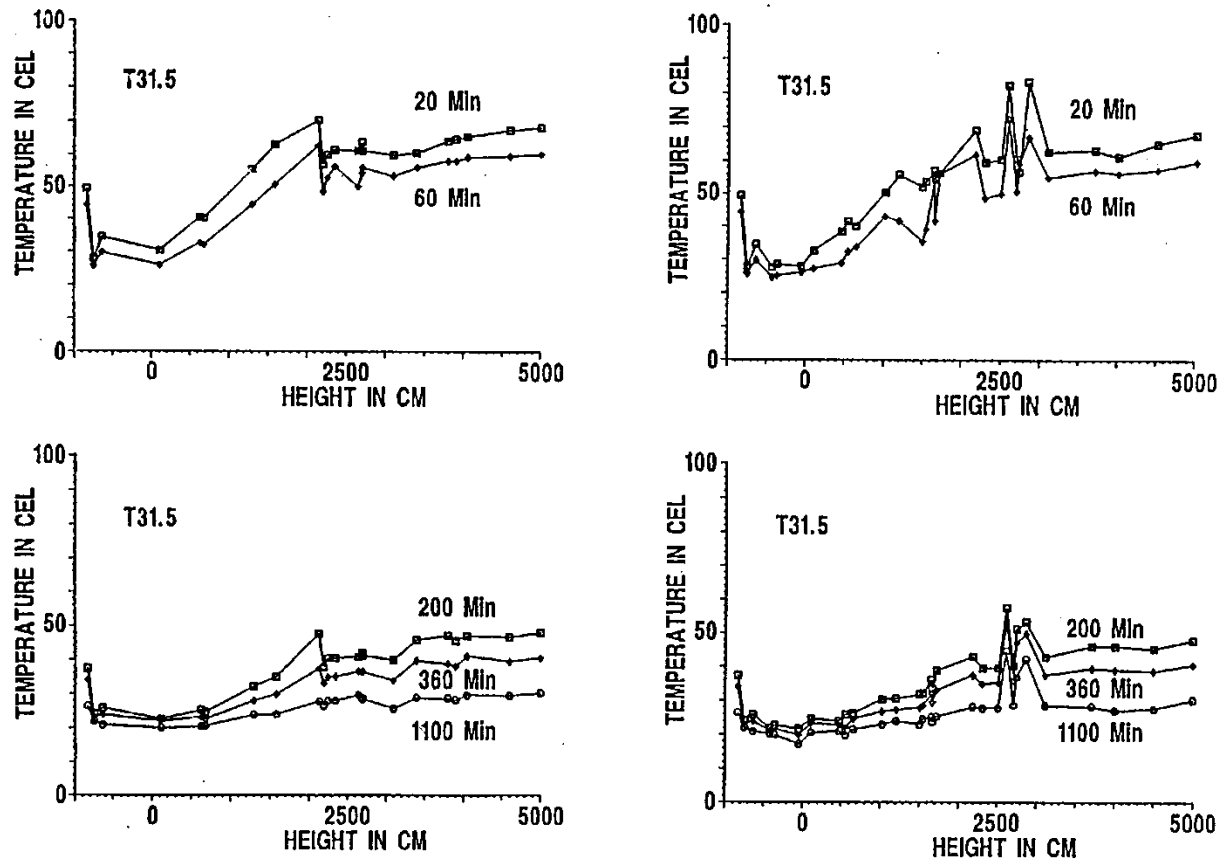 100
TEMPERATURE IN CEL
T31.5
20 Min
50
60 Min
0
0
2500
5000
HEIGHT IN CM
100
TEMPERATURE IN CEL
T31.5
20 Min
50
60 Min
0
0
2500
5000
HEIGHT IN CM
100
TEMPERATURE IN CEL
T31.5
50
200 Min
360 Min
1100 Min
0
0
2500
5000
HEIGHT IN CM
100
TEMPERATURE IN CEL
T31.5
50
200 Min
360 Min
1100 Min
0
0
2500
5000
HEIGHT IN CM